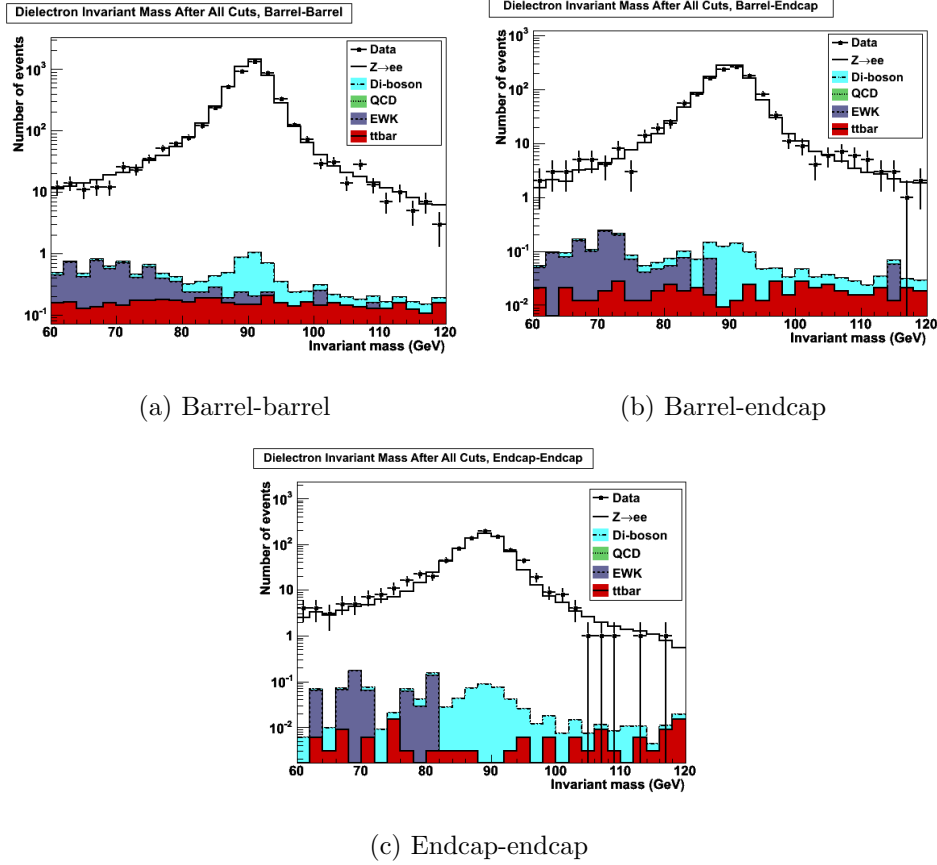 Dielectron Invariant Mass After All Cuts, Barrel-Barrel
Number of events
10³
10²
10
1
10⁻¹
Data
Z→ee
Di-boson
QCD
EWK
ttbar
60 70 80 90 100 110 120
Invariant mass (GeV)
(a) Barrel-barrel
Dielectron Invariant Mass After All Cuts, Barrel-Endcap
Number of events
10³
10²
10
1
10⁻¹
10⁻²
Data
Z→ee
Di-boson
QCD
EWK
ttbar
60 70 80 90 100 110 120
Invariant mass (GeV)
(b) Barrel-endcap
Dielectron Invariant Mass After All Cuts, Endcap-Endcap
Number of events
10³
10²
10
1
10⁻¹
10⁻²
Data
Z→ee
Di-boson
QCD
EWK
ttbar
60 70 80 90 100 110 120
Invariant mass (GeV)
(c) Endcap-endcap